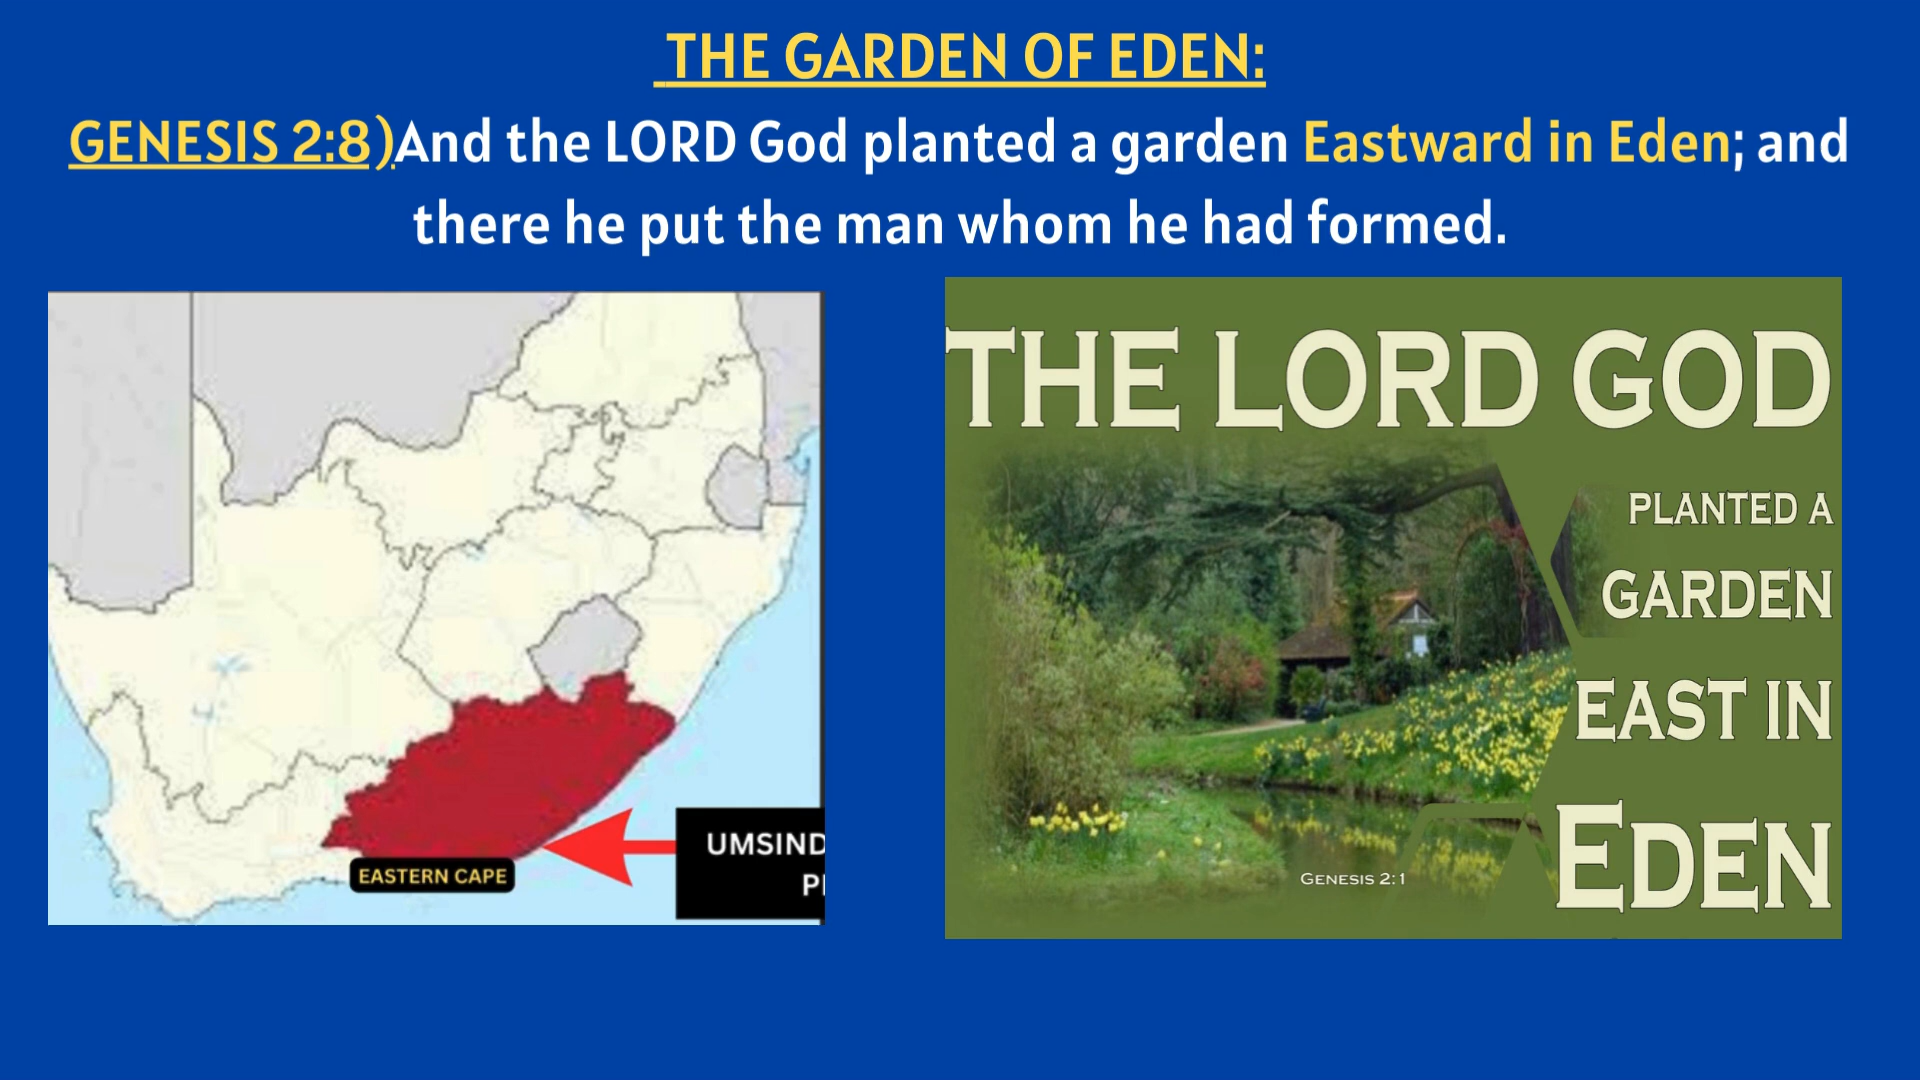 THE GARDEN OF EDEN:
GENESIS 2:8)And the LORD God planted a garden Eastward in Eden; and
there he put the man whom he had formed.
EASTERN CAPE
THE LORD GOD
PLANTED A
GARDEN
EAST IN
EDEN
GENESIS 2:1